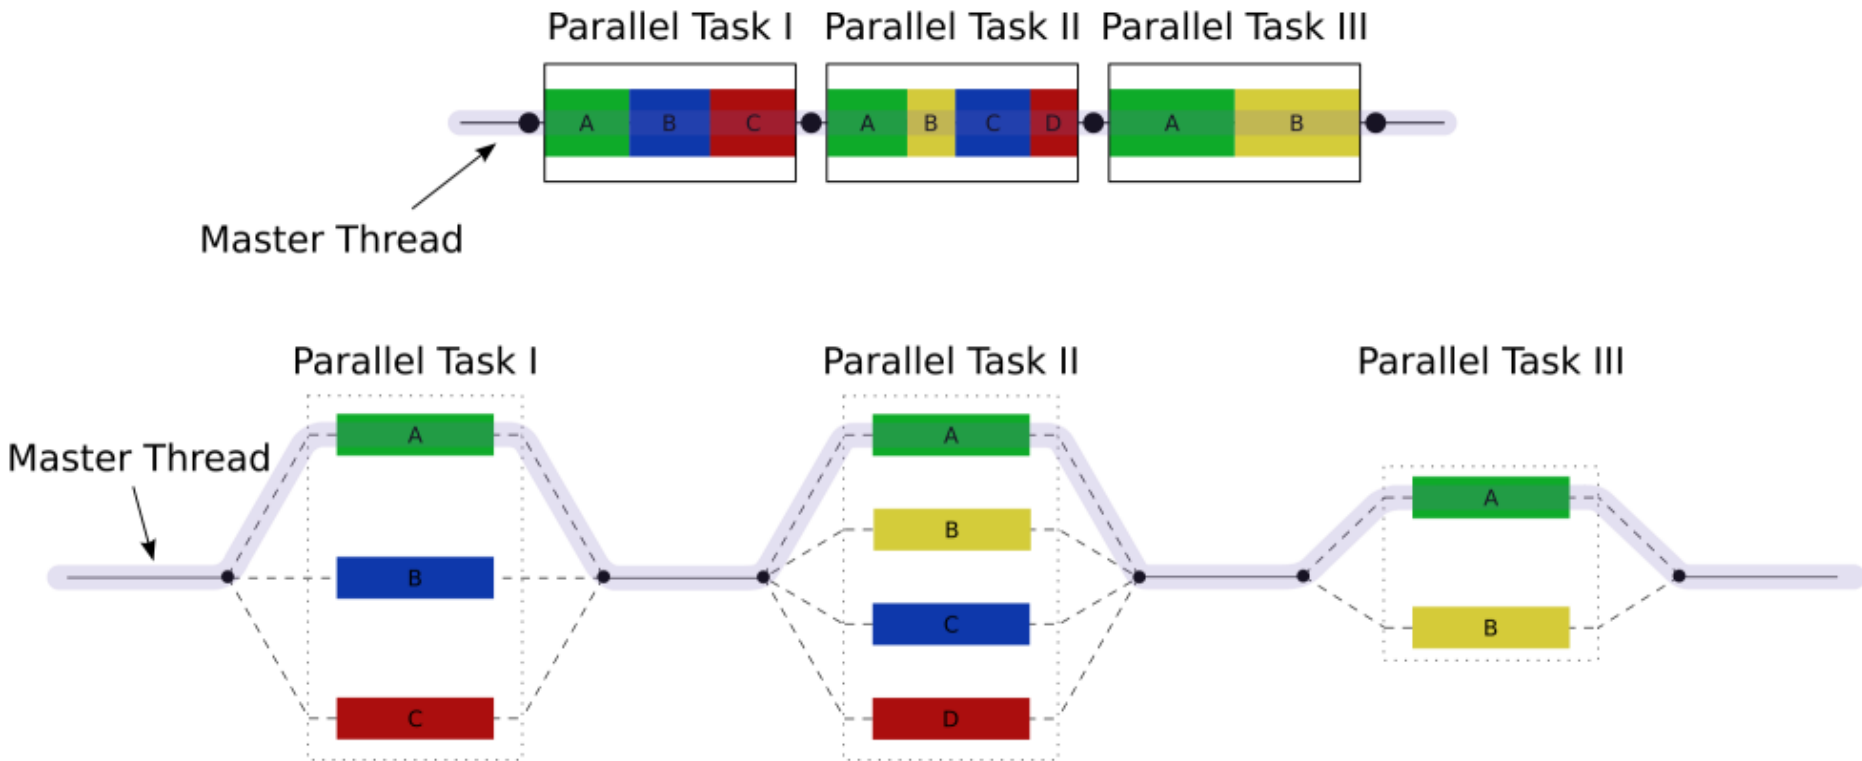 Parallel Task I
Parallel Task II
Parallel Task III
A B C
A B C D
A B
Master Thread
Parallel Task I
Parallel Task II
Parallel Task III
Master Thread
A
B
C
A
B
C
D
A
B